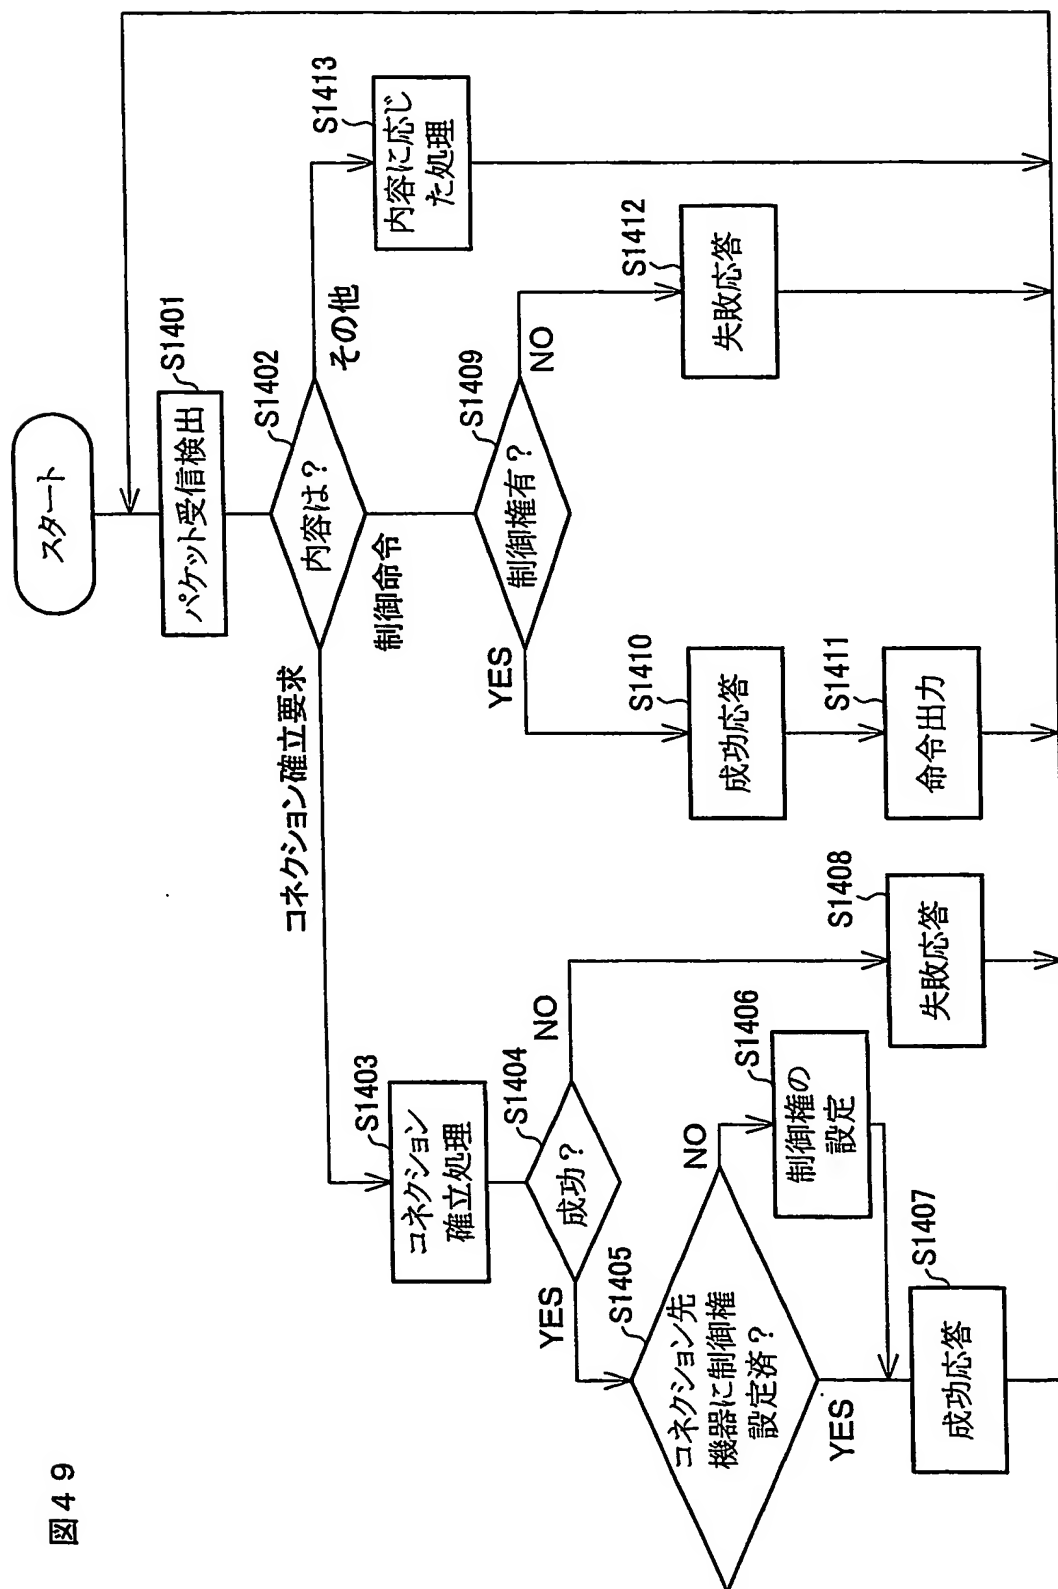 図49
スタート
S1401
パケット受信検出
S1402
内容は？
コネクション確立要求
制御命令
その他
S1403
コネクション
確立処理
S1404
成功？
YES
NO
S1405
コネクション先
機器に制御権
設定済？
YES
NO
S1406
制御権の
設定
S1407
成功応答
S1408
失敗応答
S1409
制御権有？
YES
NO
S1410
成功応答
S1411
命令出力
S1412
失敗応答
S1413
内容に応じ
た処理